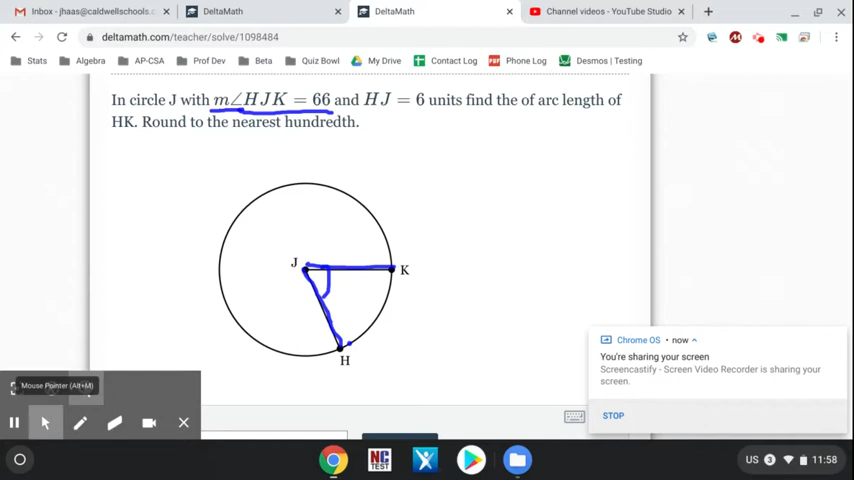 Inbox - jhaas@caldwellschools.c
DeltaMath
DeltaMath
Channel videos - YouTube Studio
deltamath.com/teacher/solve/1098484
Stats
Algebra
AP-CSA
Prof Dev
Beta
Quiz Bowl
My Drive
Contact Log
PDF
Phone Log
Desmos | Testing
In circle J with m∠HJK = 66 and HJ = 6 units find the of arc length of
HK. Round to the nearest hundredth.
J
K
H
Chrome OS • now
You're sharing your screen
Screencastify - Screen Video Recorder is sharing your
screen.
STOP
Mouse Pointer (Alt+M)
NC
TEST
US
3
11:58